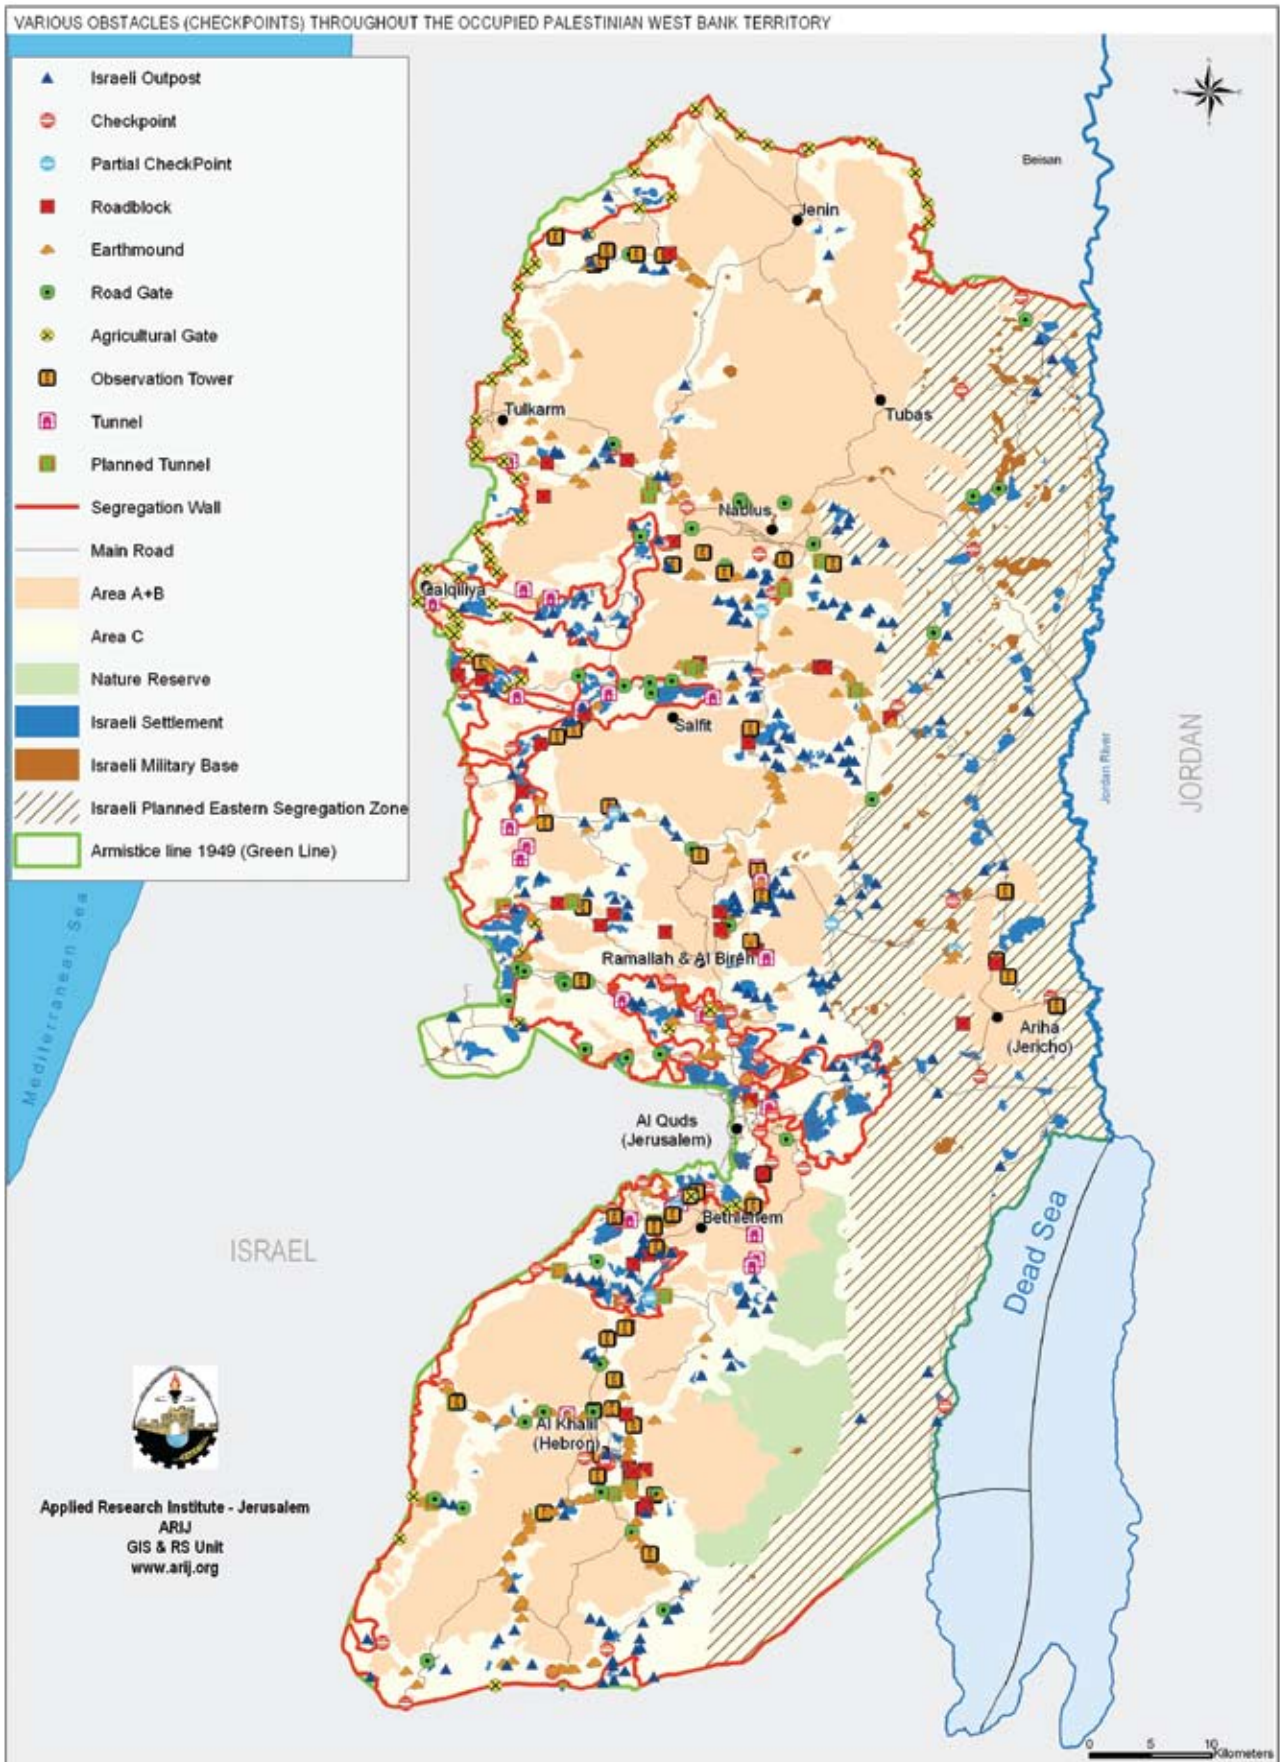 VARIOUS OBSTACLES (CHECKPOINTS) THROUGHOUT THE OCCUPIED PALESTINIAN WEST BANK TERRITORY
Israeli Outpost
Checkpoint
Partial CheckPoint
Roadblock
Earthmound
Road Gate
Agricultural Gate
Observation Tower
Tunnel
Planned Tunnel
Segregation Wall
Main Road
Area A+B
Area C
Nature Reserve
Israeli Settlement
Israeli Military Base
Israeli Planned Eastern Segregation Zone
Armistice line 1949 (Green Line)
Beisan
Jenin
Tulkarm
Tubas
Nablus
Qalqiliya
Salfit
Jordan River
JORDAN
Mediterranean Sea
Ramallah & Al Bireh
Ariha
(Jericho)
Al Quds
(Jerusalem)
Bethlehem
ISRAEL
Dead Sea
Al Khalil
(Hebron)
Applied Research Institute - Jerusalem
ARIJ
GIS & RS Unit
www.arij.org
0 5 10
Kilometers